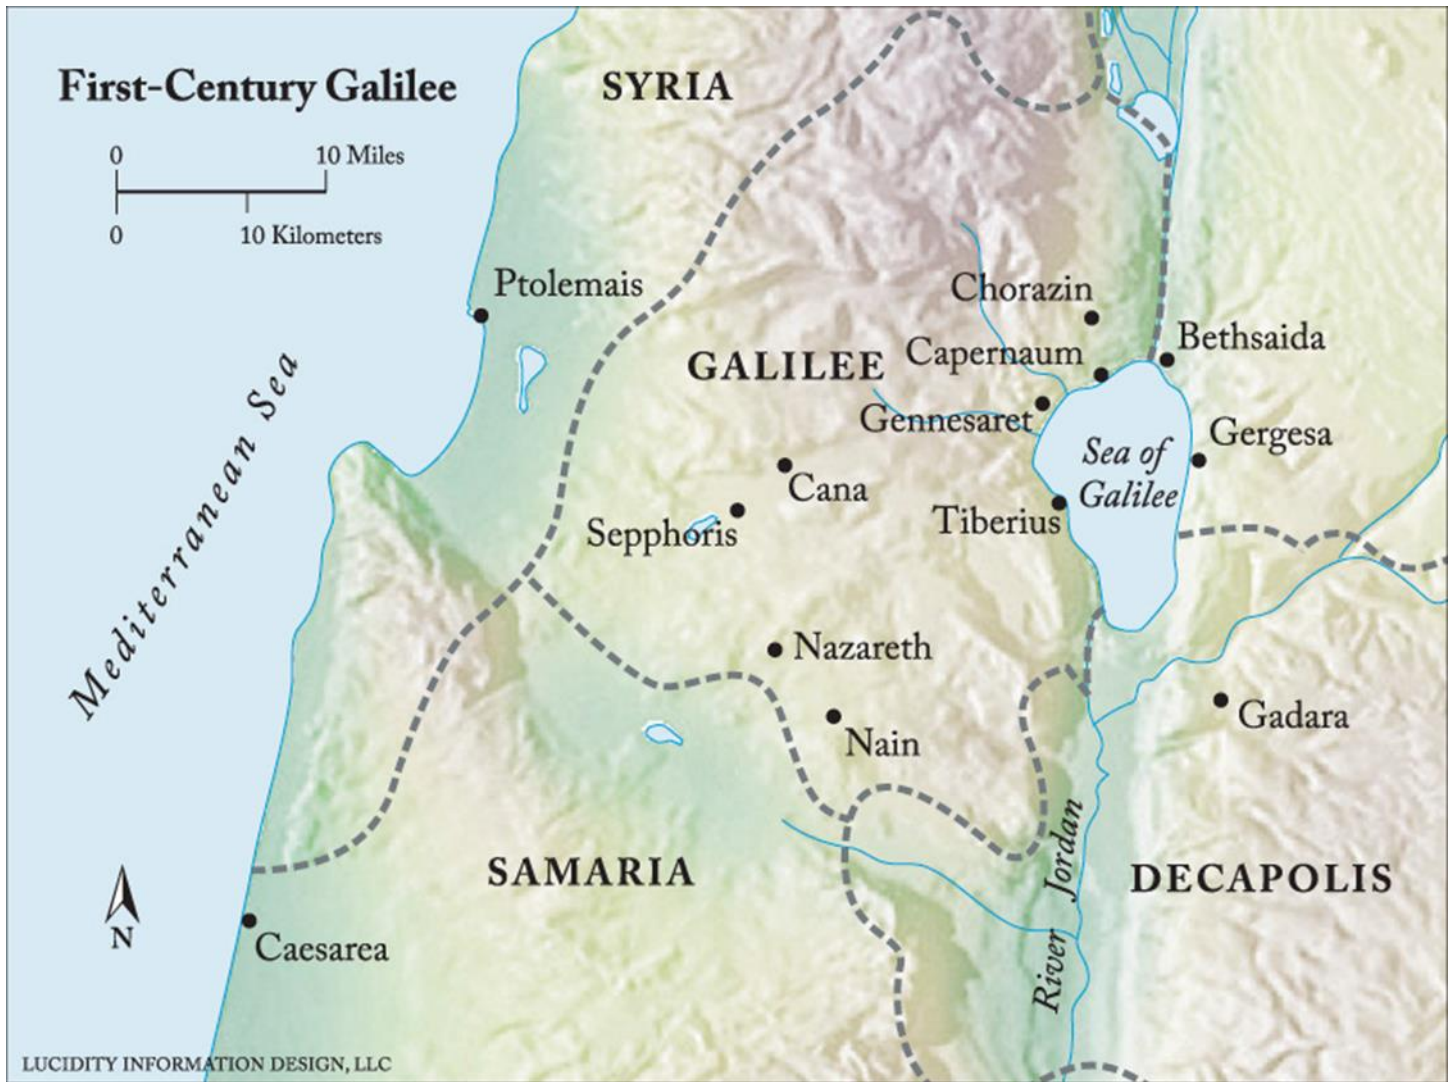 First-Century Galilee
0 10 Miles
0 10 Kilometers
SYRIA
Ptolemais
Chorazin
Bethsaida
Capernaum
GALILEE
Gennesaret
Gergesa
Sea of
Galilee
Cana
Sepphoris
Tiberius
Mediterranean Sea
Nazareth
Nain
Gadara
SAMARIA
DECAPOLIS
River Jordan
N
Caesarea
LUCIDITY INFORMATION DESIGN, LLC